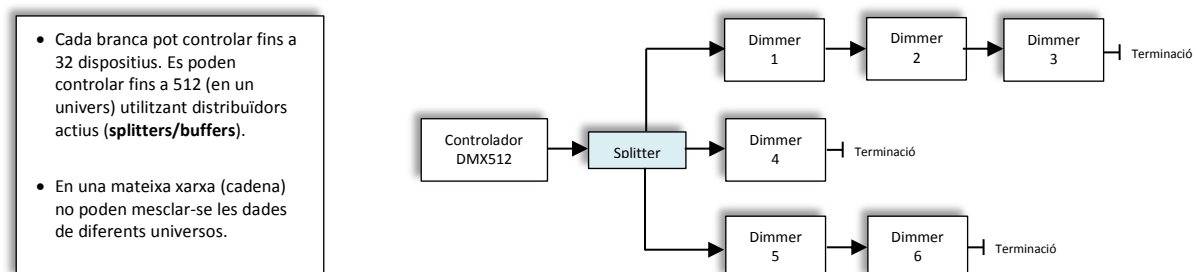 • Cada branca pot controlar fins a
32 dispositius. Es poden
controlar fins a 512 (en un
univers) utilitzant distribuïdors
actius (splitters/buffers).
• En una mateixa xarxa (cadena)
no poden mesclar-se les dades
de diferents universos.
Dimmer
1
Dimmer
2
Dimmer
3
Terminació
Controlador
DMX512
Splitter
Dimmer
4
Terminació
Dimmer
5
Dimmer
6
Terminació